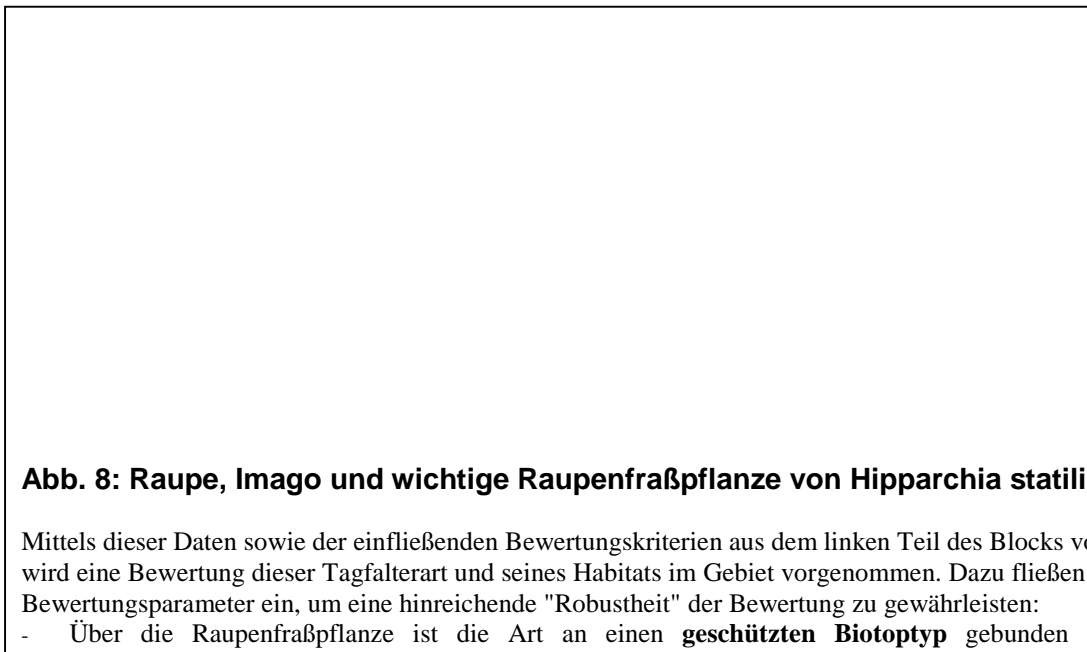 Abb. 8: Raupe, Imago und wichtige Raupenfraßpflanze von Hipparchia statili
Mittels dieser Daten sowie der einfließenden Bewertungskriterien aus dem linken Teil des Blocks
wird eine Bewertung dieser Tagfalterart und seines Habitats im Gebiet vorgenommen. Dazu fließen
Bewertungsparameter ein, um eine hinreichende "Robustheit" der Bewertung zu gewährleisten:
- Über die Raupenfraßpflanze ist die Art an einen geschützten Biotoptyp gebunden